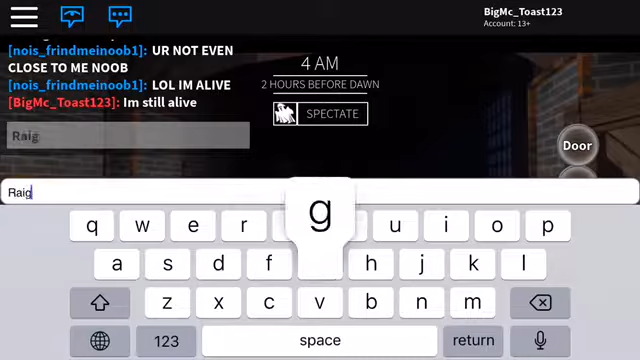 BigMc_Toast123
Account: 13+
[nois_frindmeinoob1]: UR NOT EVEN
CLOSE TO ME NOOB
[nois_frindmeinoob1]: LOL IM ALIVE
[BigMc_Toast123]: Im still alive
4 AM
2 HOURS BEFORE DAWN
SPECTATE
Raig
Door
Raig
g
q w e r u i o p
a s d f h j k l
z x c v b n m
123 space return